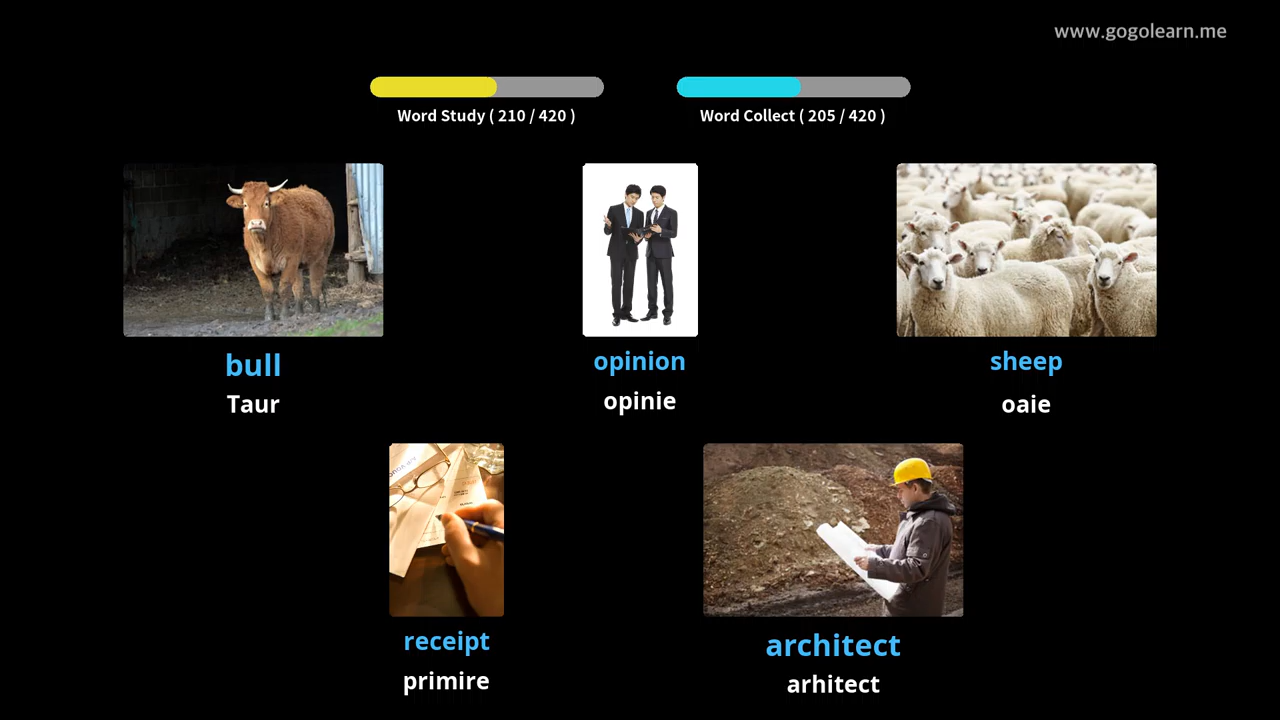 www.gogolearn.me
Word Study ( 210 / 420 )
Word Collect ( 205 / 420 )
bull
Taur
opinion
opinie
sheep
oaie
receipt
primire
architect
arhitect